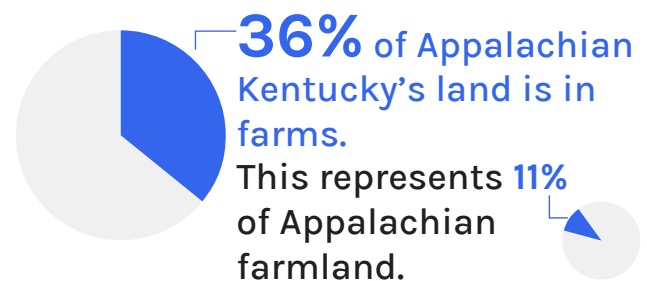 36% of Appalachian
Kentucky’s land is in
farms.
This represents 11%
of Appalachian
farmland.